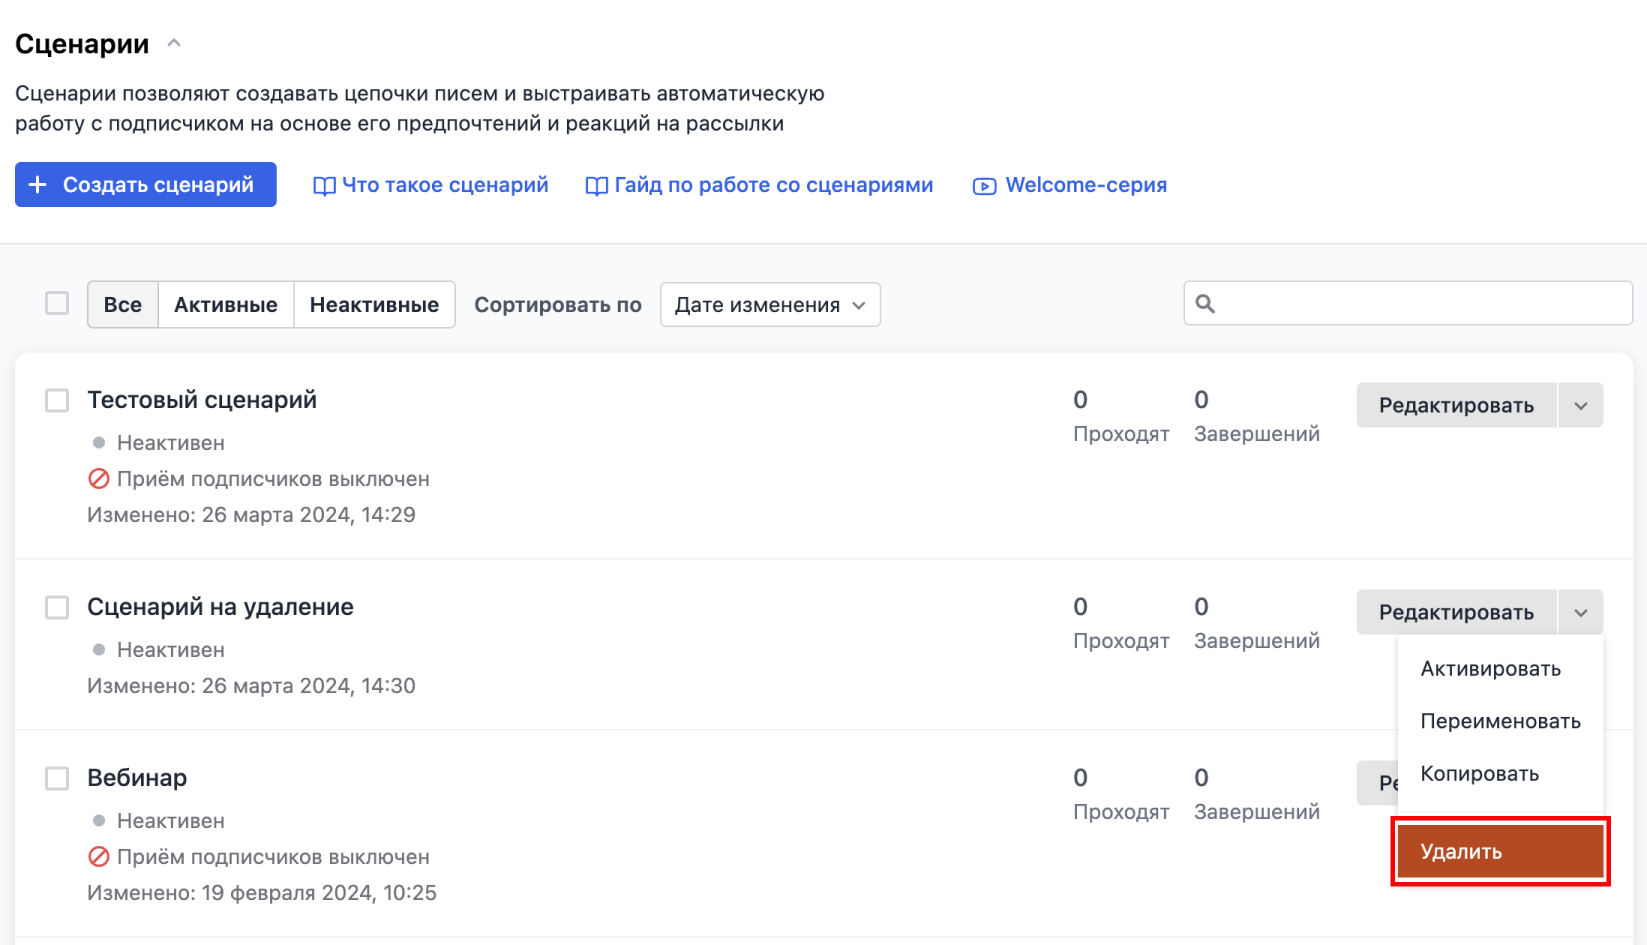 Сценарии
Сценарии позволяют создавать цепочки писем и выстраивать автоматическую
работу с подписчиком на основе его предпочтений и реакций на рассылки
Создать сценарий
Что такое сценарий
Гайд по работе со сценариями
Welcome-серия
Все
Активные
Неактивные
Сортировать по
Дате изменения
Тестовый сценарий
0
0
Редактировать
Проходят
Завершений
Неактивен
Приём подписчиков выключен
Изменено: 26 марта 2024, 14:29
Сценарий на удаление
0
0
Редактировать
Проходят
Завершений
Неактивен
Изменено: 26 марта 2024, 14:30
Активировать
Переименовать
Копировать
Удалить
Вебинар
0
0
Проходят
Завершений
Неактивен
Приём подписчиков выключен
Изменено: 19 февраля 2024, 10:25